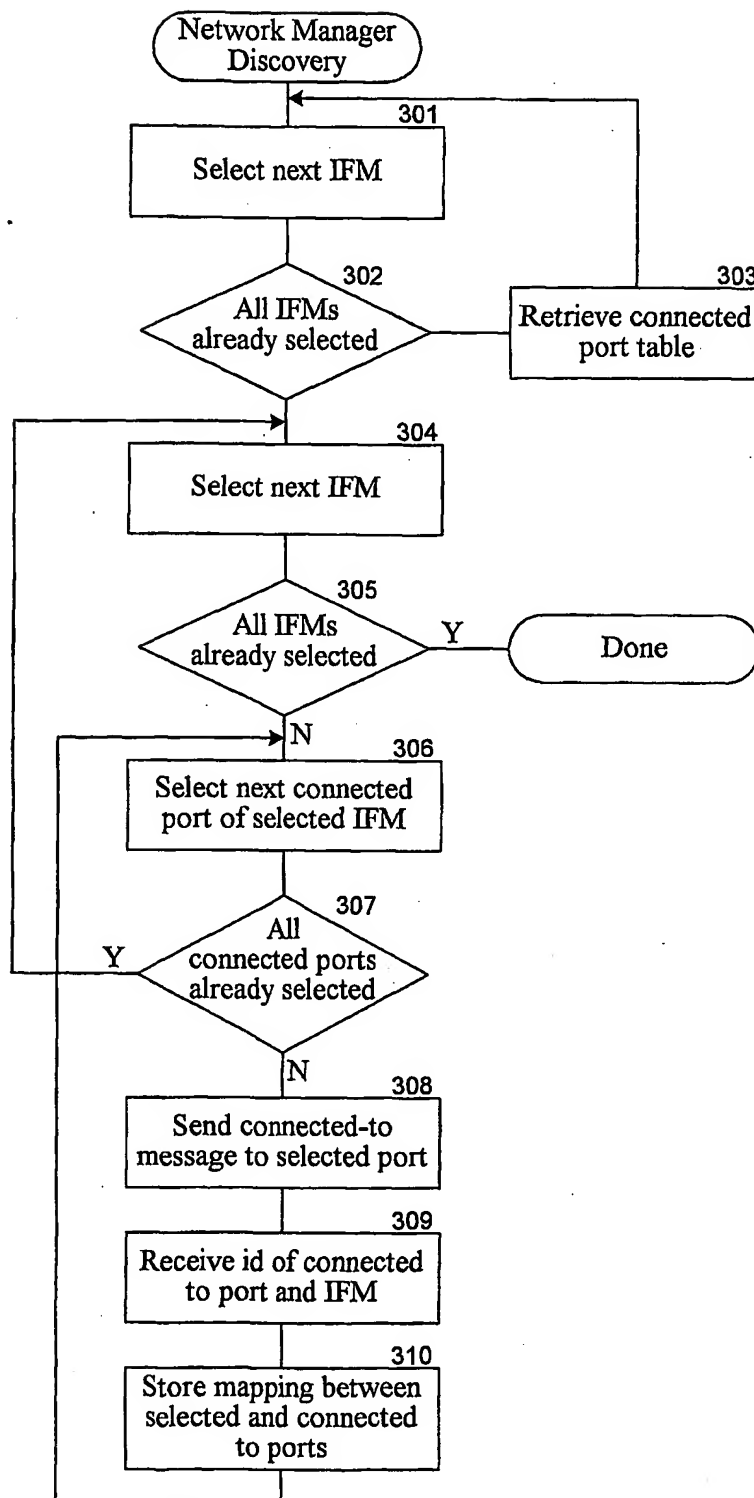 Network Manager
Discovery
301
Select next IFM
302
All IFMs
already selected
303
Retrieve connected
port table
304
Select next IFM
305
All IFMs
already selected
Y
Done
N
306
Select next connected
port of selected IFM
307
All
connected ports
already selected
Y
N
308
Send connected-to
message to selected port
309
Receive id of connected
to port and IFM
310
Store mapping between
selected and connected
to ports